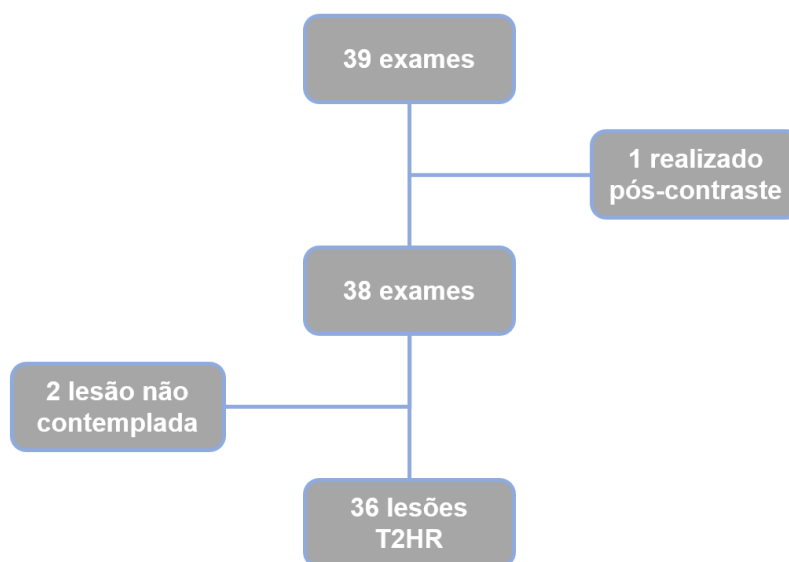 39 exames
1 realizado
pós-contraste
38 exames
2 lesão não
contemplada
36 lesões
T2HR